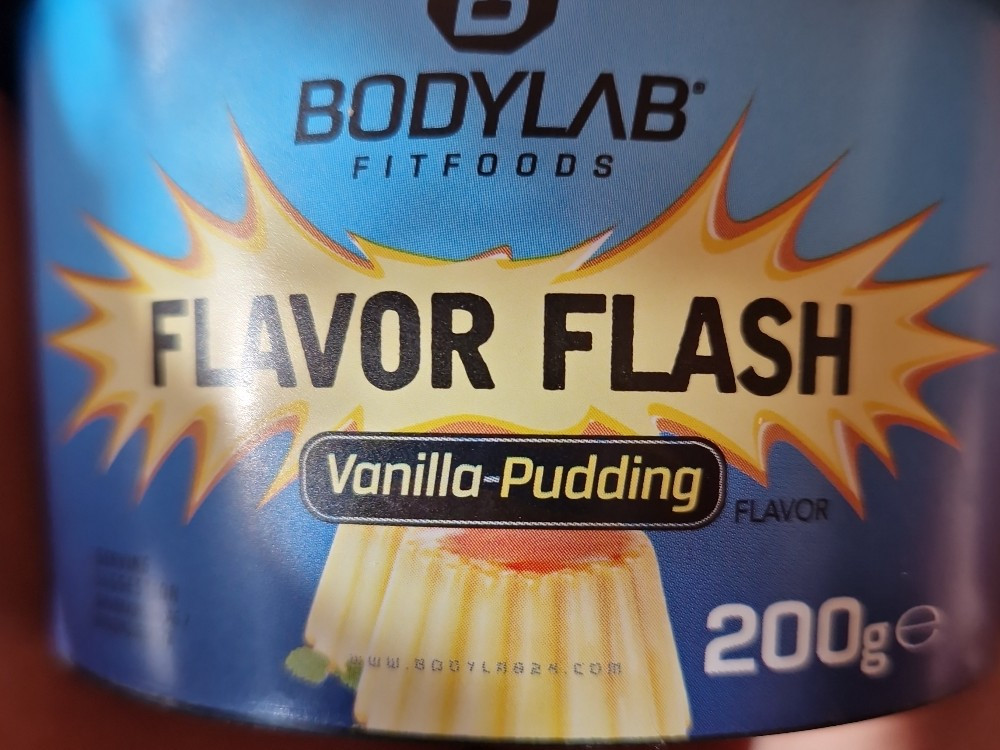 BODYLAB®
FITFOODS
FLAVOR FLASH
Vanilla-Pudding
FLAVOR
200g℮
WWW.BODYLAB24.COM